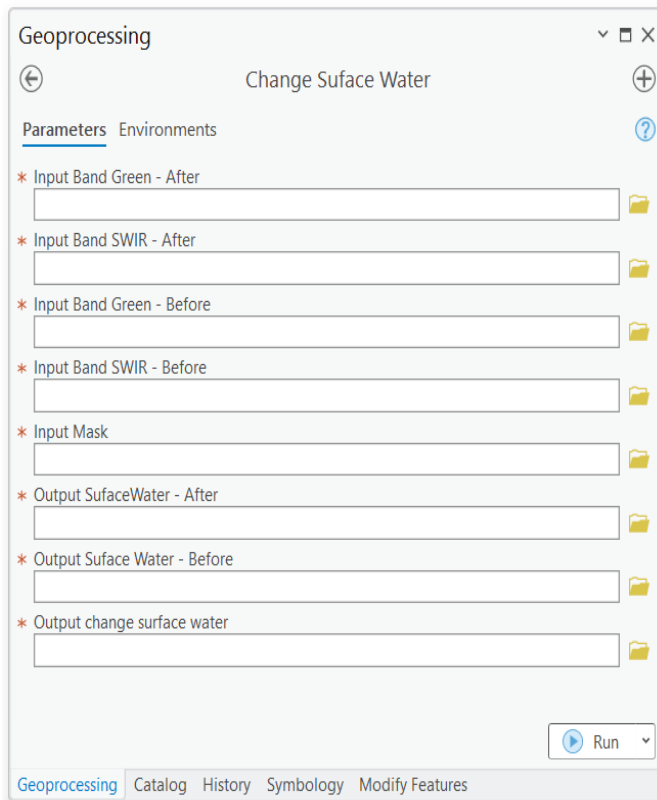 Geoprocessing
Change Suface Water
Parameters Environments
* Input Band Green - After
* Input Band SWIR - After
* Input Band Green - Before
* Input Band SWIR - Before
* Input Mask
* Output SufaceWater - After
* Output Suface Water - Before
* Output change surface water
Run
Geoprocessing Catalog History Symbology Modify Features